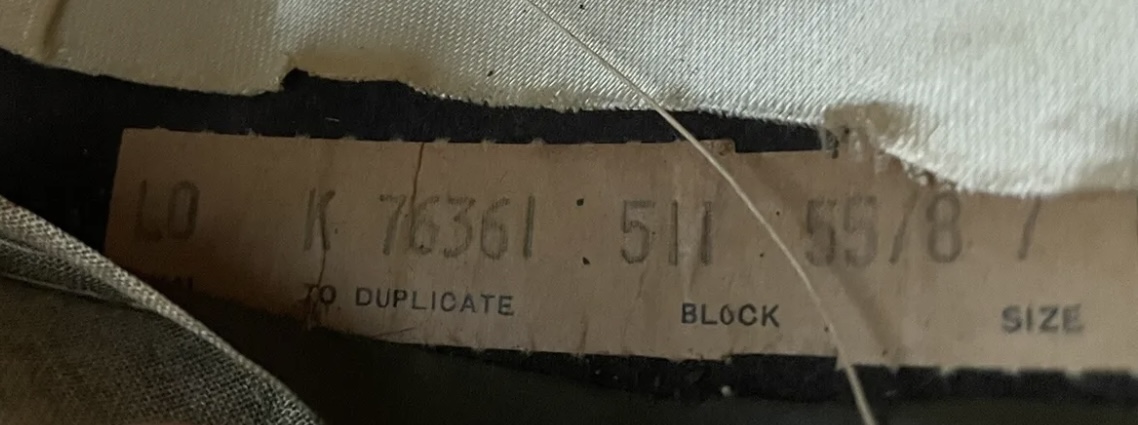 LO K 76361 : 511 55/8 /
TO DUPLICATE BLOCK SIZE